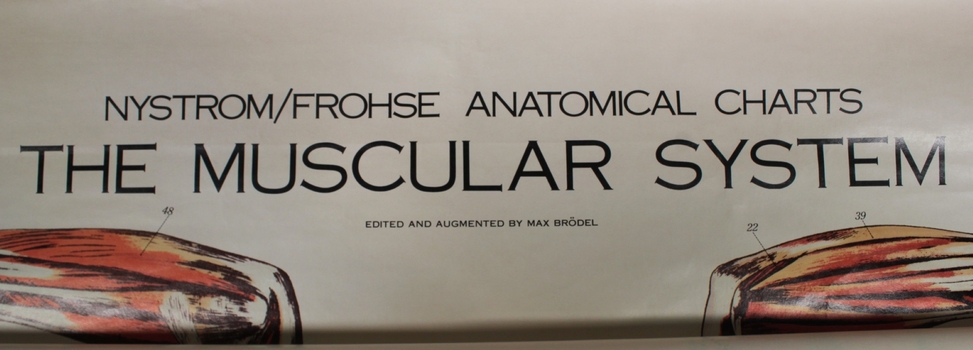 NYSTROM/FROHSE ANATOMICAL CHARTS
THE MUSCULAR SYSTEM
EDITED AND AUGMENTED BY MAX BRÖDEL
48
22
39